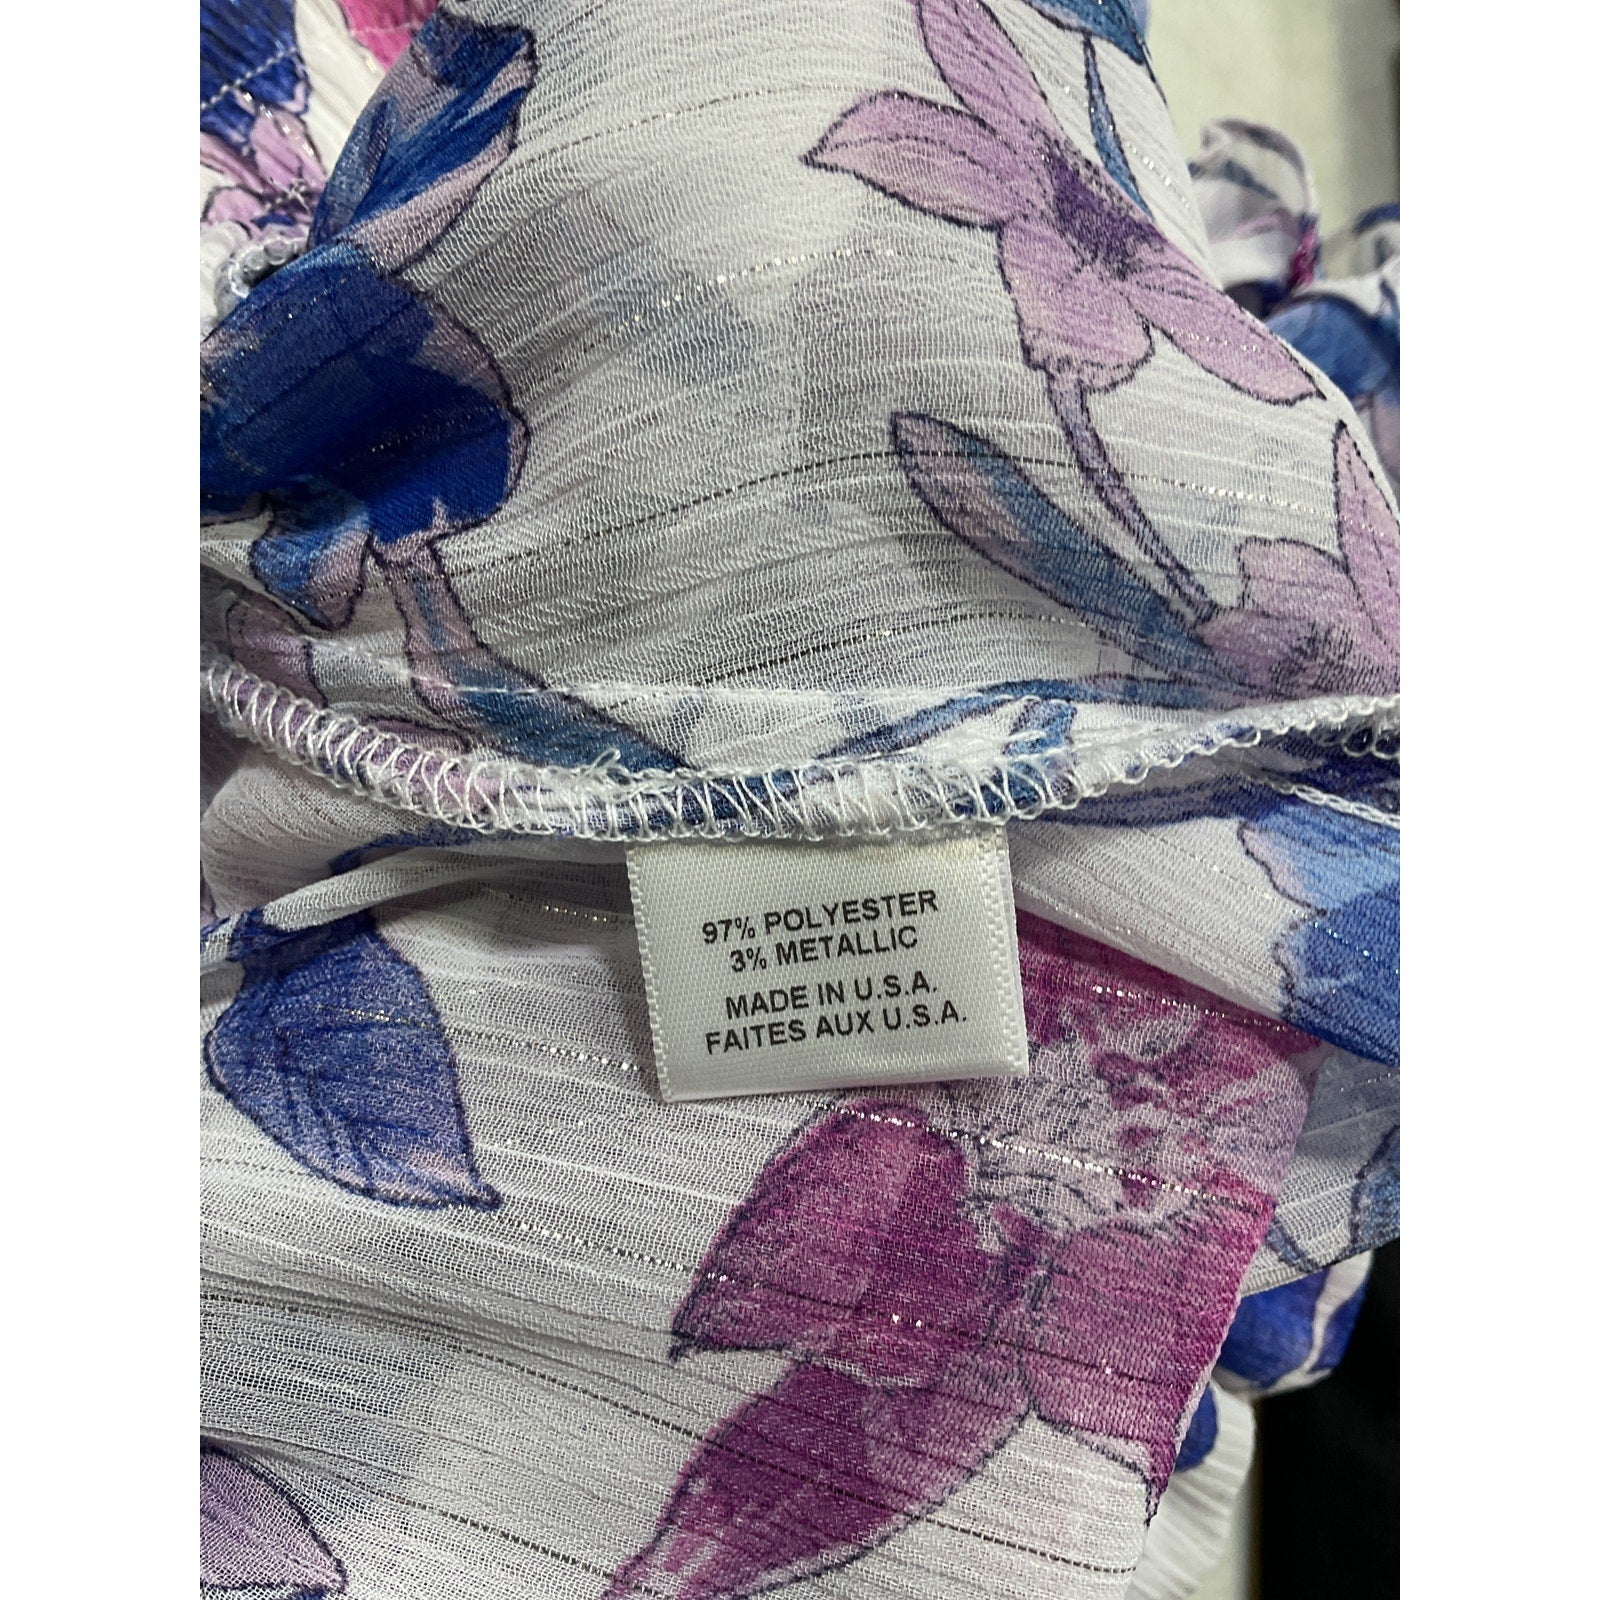 97% POLYESTER
3% METALLIC
MADE IN U.S.A.
FAITES AUX U.S.A.